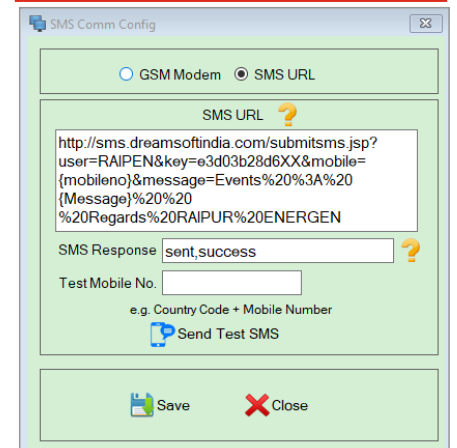 SMS Comm Config
GSM Modem SMS URL
SMS URL
http://sms.dreamsoftindia.com/submitsms.jsp?
user=RAIPEN&key=e3d03b28d6XX&mobile=
{mobileno}&message=Events%20%3A%20
{Message}%20%20
%20Regards%20RAIPUR%20ENERGEN
SMS Response sent,success
Test Mobile No.
e.g. Country Code + Mobile Number
Send Test SMS
Save Close